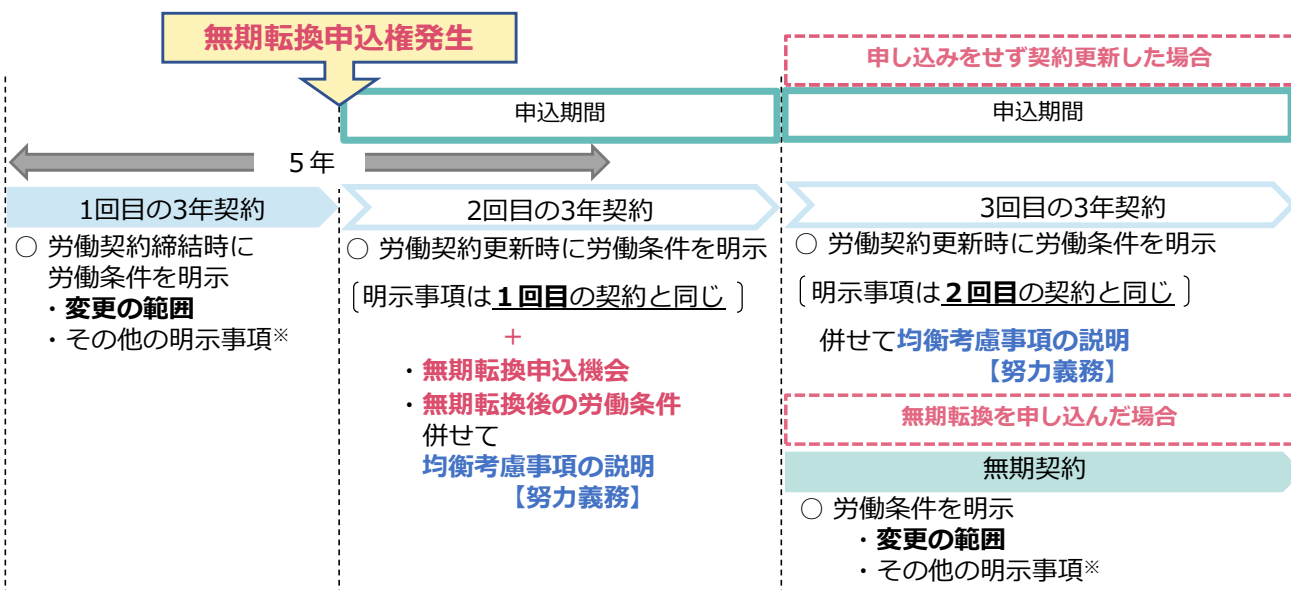 無期転換申込権発生
申し込みをせず契約更新した場合
申込期間
申込期間
5年
1回目の3年契約
○ 労働契約締結時に
労働条件を明示
・変更の範囲
・その他の明示事項※
2回目の3年契約
○ 労働契約更新時に労働条件を明示
〔明示事項は１回目の契約と同じ〕
＋
・無期転換申込機会
・無期転換後の労働条件
併せて
均衡考慮事項の説明
【努力義務】
3回目の3年契約
○ 労働契約更新時に労働条件を明示
〔明示事項は２回目の契約と同じ〕
併せて均衡考慮事項の説明
【努力義務】
無期転換を申し込んだ場合
無期契約
○ 労働条件を明示
・変更の範囲
・その他の明示事項※